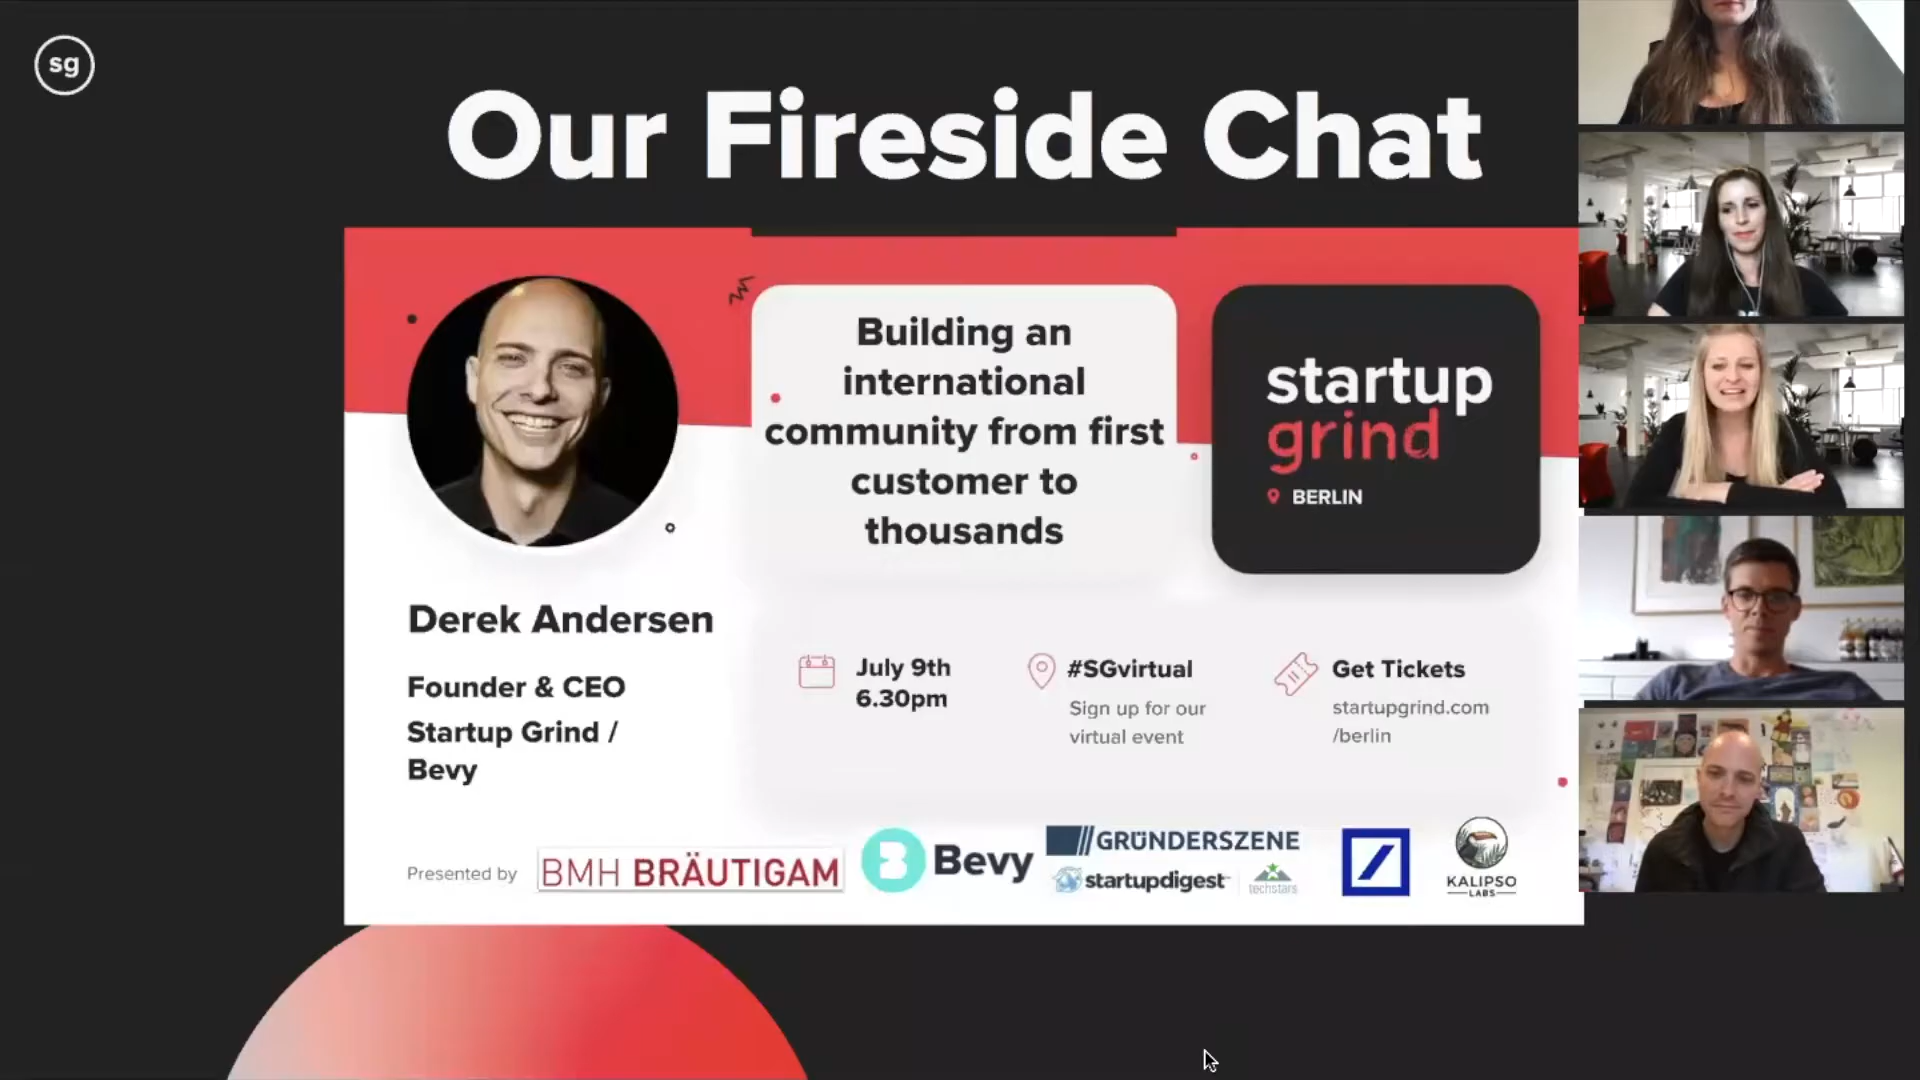 sg
Our Fireside Chat
Building an
international
community from first
customer to
thousands
startup
grind
BERLIN
Derek Andersen
Founder & CEO
Startup Grind /
Bevy
July 9th
6.30pm
#SGvirtual
Sign up for our
virtual event
Get Tickets
startupgrind.com
/berlin
Presented by
BMH BRÄUTIGAM
Bevy
GRÜNDERSZENE
startupdigest
techstars
KALIPSO
LABS